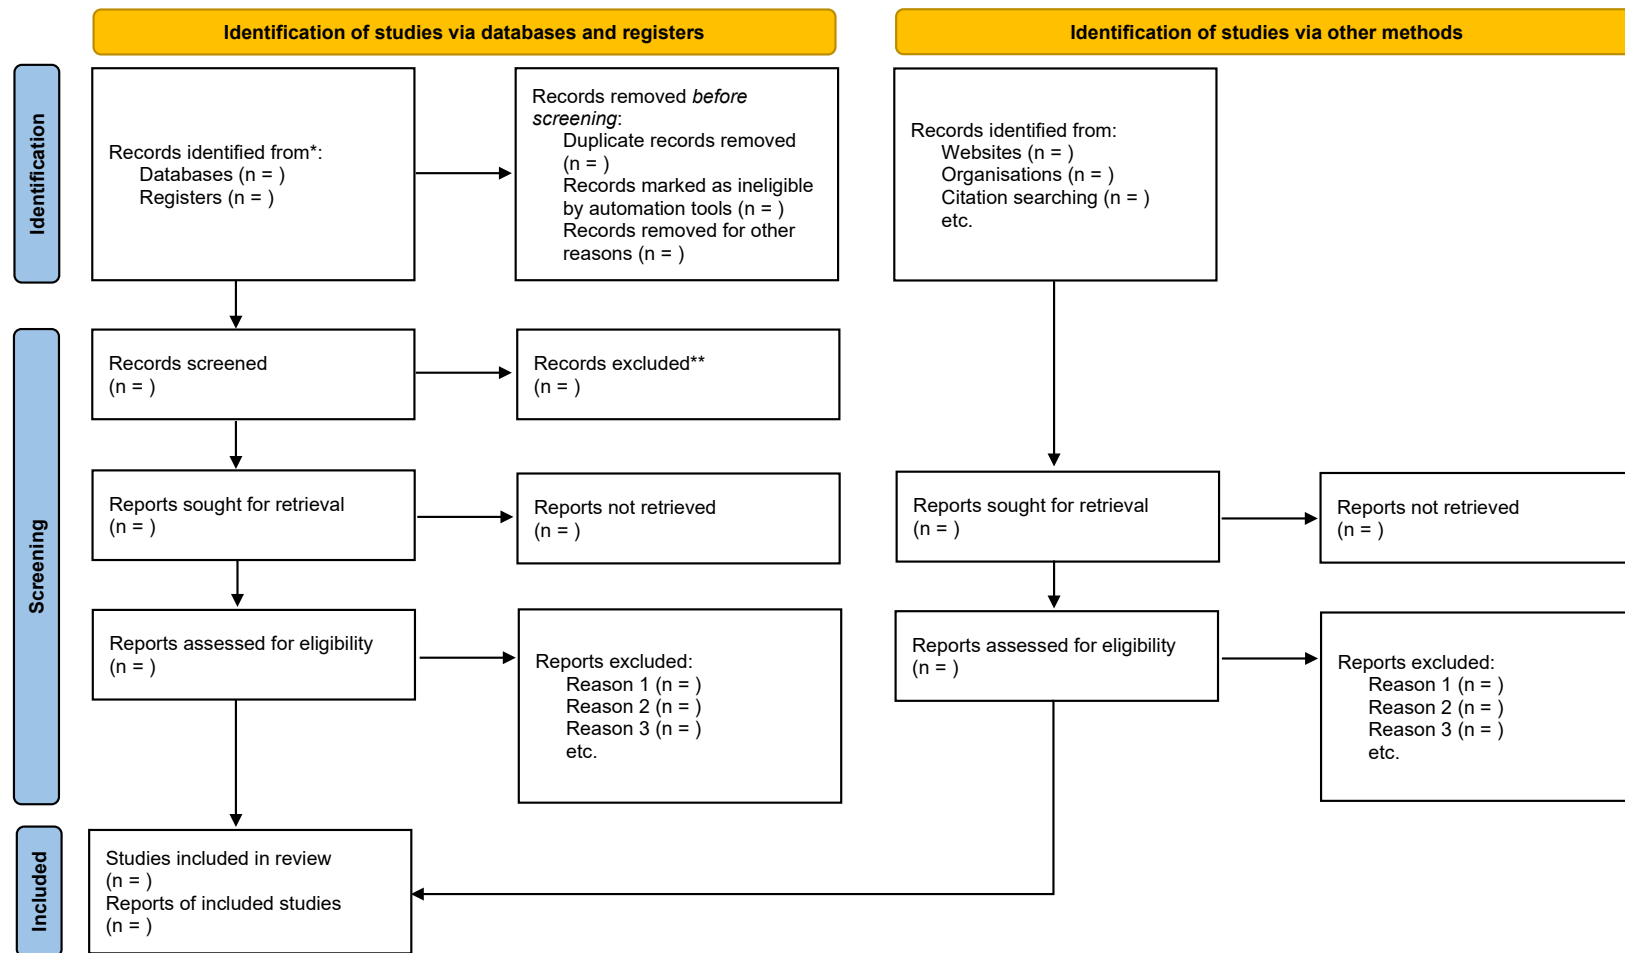 Identification of studies via databases and registers
Identification of studies via other methods
Identification
Records identified from*:
Databases (n = )
Registers (n = )
Records removed before
screening:
Duplicate records removed
(n = )
Records marked as ineligible
by automation tools (n = )
Records removed for other
reasons (n = )
Records identified from:
Websites (n = )
Organisations (n = )
Citation searching (n = )
etc.
Screening
Records screened
(n = )
Records excluded**
(n = )
Reports sought for retrieval
(n = )
Reports not retrieved
(n = )
Reports sought for retrieval
(n = )
Reports not retrieved
(n = )
Reports assessed for eligibility
(n = )
Reports excluded:
Reason 1 (n = )
Reason 2 (n = )
Reason 3 (n = )
etc.
Reports assessed for eligibility
(n = )
Reports excluded:
Reason 1 (n = )
Reason 2 (n = )
Reason 3 (n = )
etc.
Included
Studies included in review
(n = )
Reports of included studies
(n = )